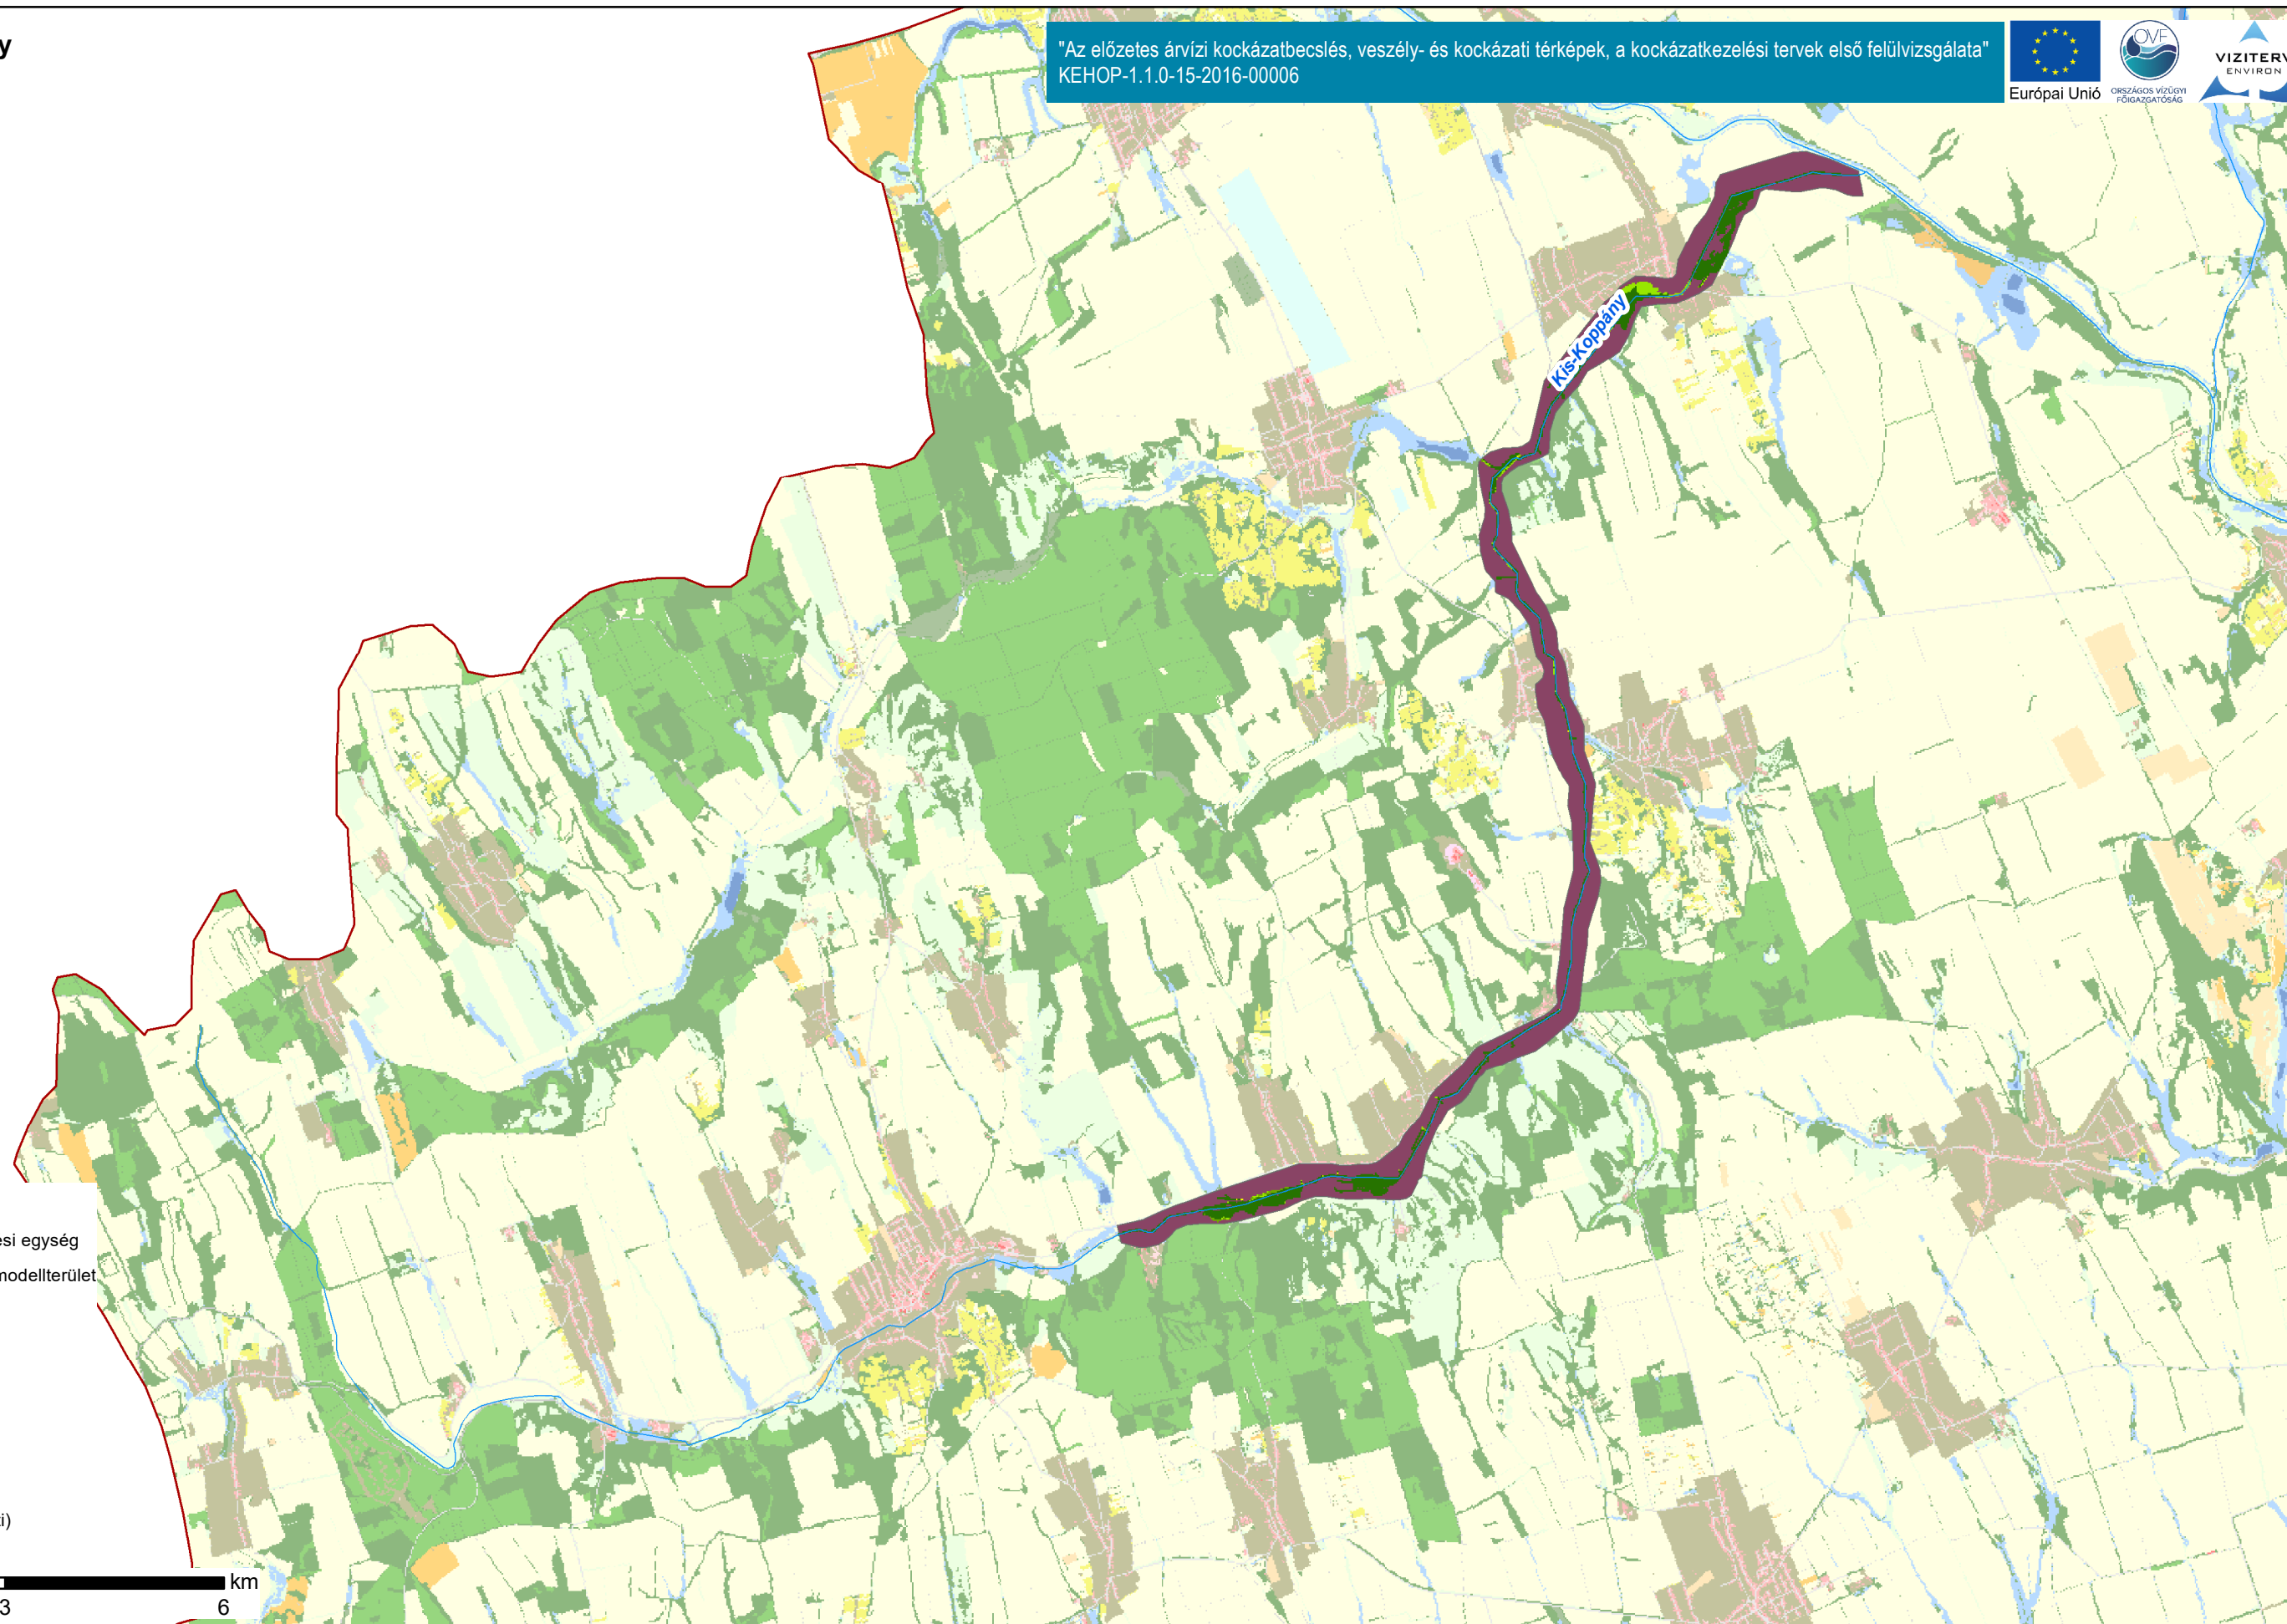 y
"Az előzetes árvízi kockázatbecslés, veszély- és kockázati térképek, a kockázatkezelési tervek első felülvizsgálata"
KEHOP-1.1.0-15-2016-00006
Európai Unió
OVF
ORSZÁGOS VÍZÜGYI
FŐIGAZGATÓSÁG
VIZITERV
ENVIRON
Kis-Koppány
esi egység
modellterület
i)
km
3
6